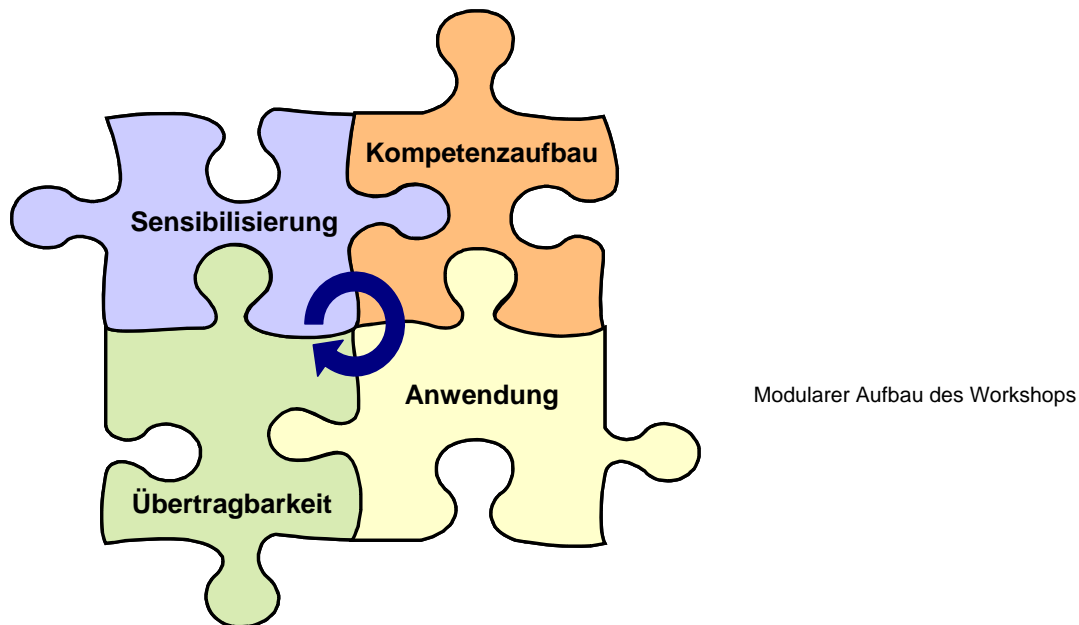 Kompetenzaufbau
Sensibilisierung
Anwendung
Modularer Aufbau des Workshops
Übertragbarkeit